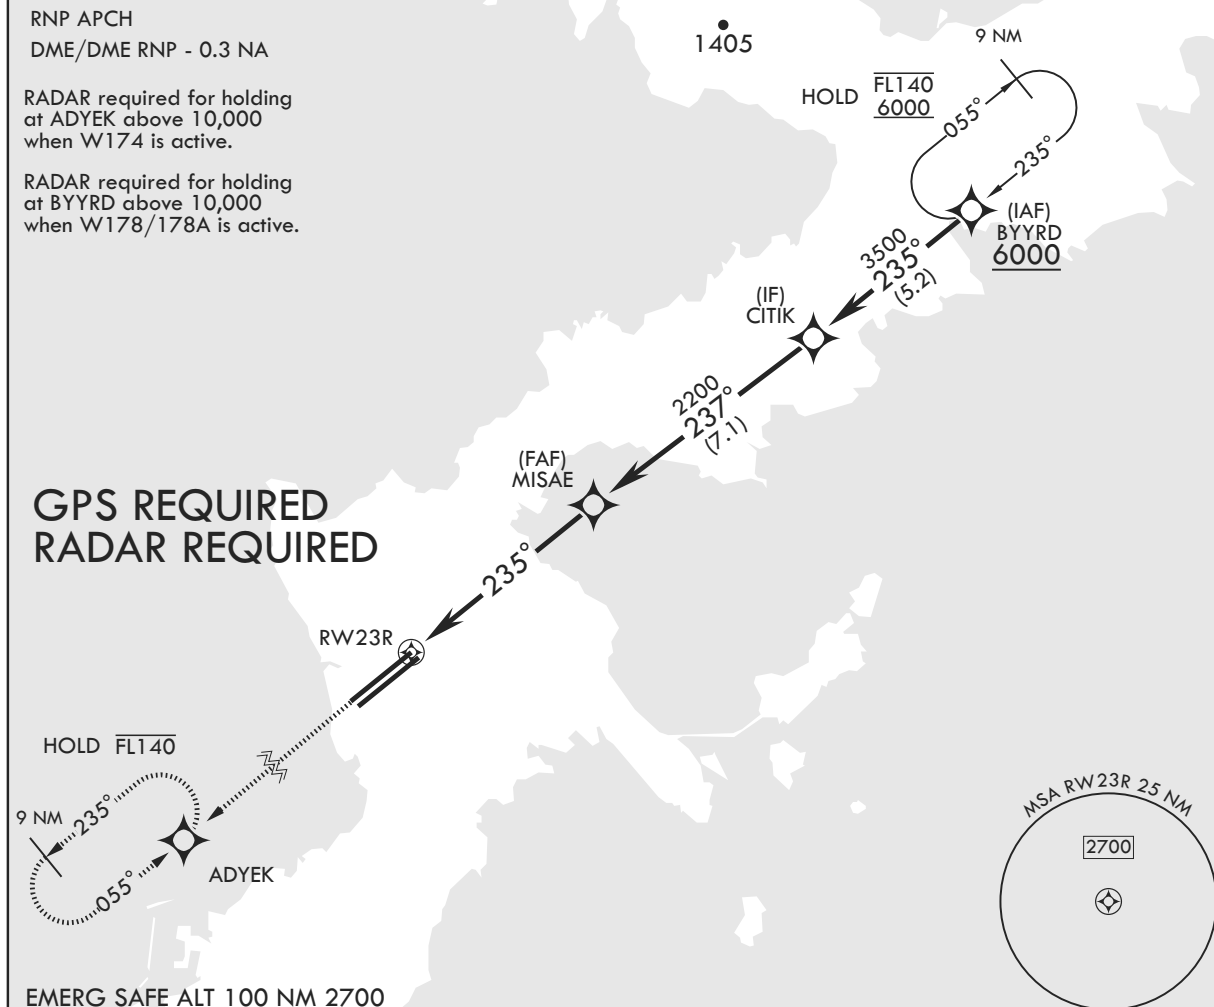 RNP APCH
DME/DME RNP - 0.3 NA
RADAR required for holding
at ADYEK above 10,000
when W174 is active.
RADAR required for holding
at BYYRD above 10,000
when W178/178A is active.
1405
9 NM
HOLD FL140
6000
055°
235°
(IAF)
BYYRD
6000
3500
235°
(5.2)
(IF)
CITIK
2200
237°
(7.1)
(FAF)
MISAE
GPS REQUIRED
RADAR REQUIRED
235°
RW23R
HOLD FL140
9 NM
235°
055°
ADYEK
MSA RW23R 25 NM
2700
EMERG SAFE ALT 100 NM 2700